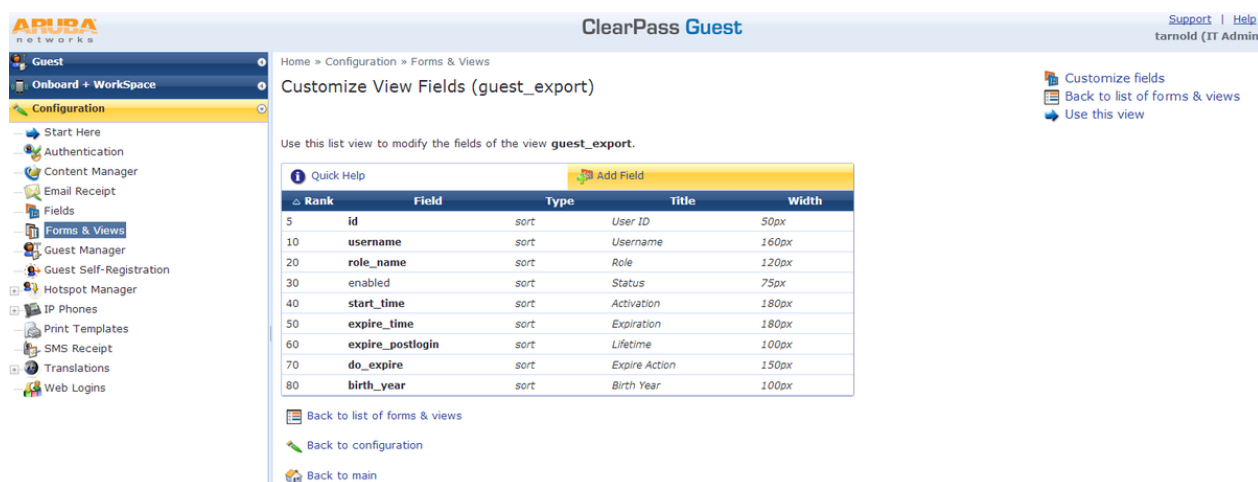 ARUBA
networks
ClearPass Guest
Support | Help
tarnold (IT Admin
Guest
Onboard + WorkSpace
Configuration
Start Here
Authentication
Content Manager
Email Receipt
Fields
Forms & Views
Guest Manager
Guest Self-Registration
Hotspot Manager
IP Phones
Print Templates
SMS Receipt
Translations
Web Logins
Home » Configuration » Forms & Views
Customize View Fields (guest_export)
Use this list view to modify the fields of the view guest_export.
Quick Help Add Field
Rank Field Type Title Width
5 id sort User ID 50px
10 username sort Username 160px
20 role_name sort Role 120px
30 enabled sort Status 75px
40 start_time sort Activation 180px
50 expire_time sort Expiration 180px
60 expire_postlogin sort Lifetime 100px
70 do_expire sort Expire Action 150px
80 birth_year sort Birth Year 100px
Back to list of forms & views
Back to configuration
Back to main
Customize fields
Back to list of forms & views
Use this view